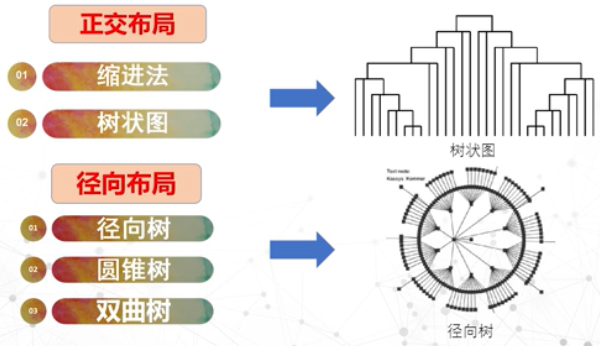 正交布局
01 缩进法
02 树状图
树状图
径向布局
01 径向树
02 圆锥树
03 双曲树
Tool node:
径向树